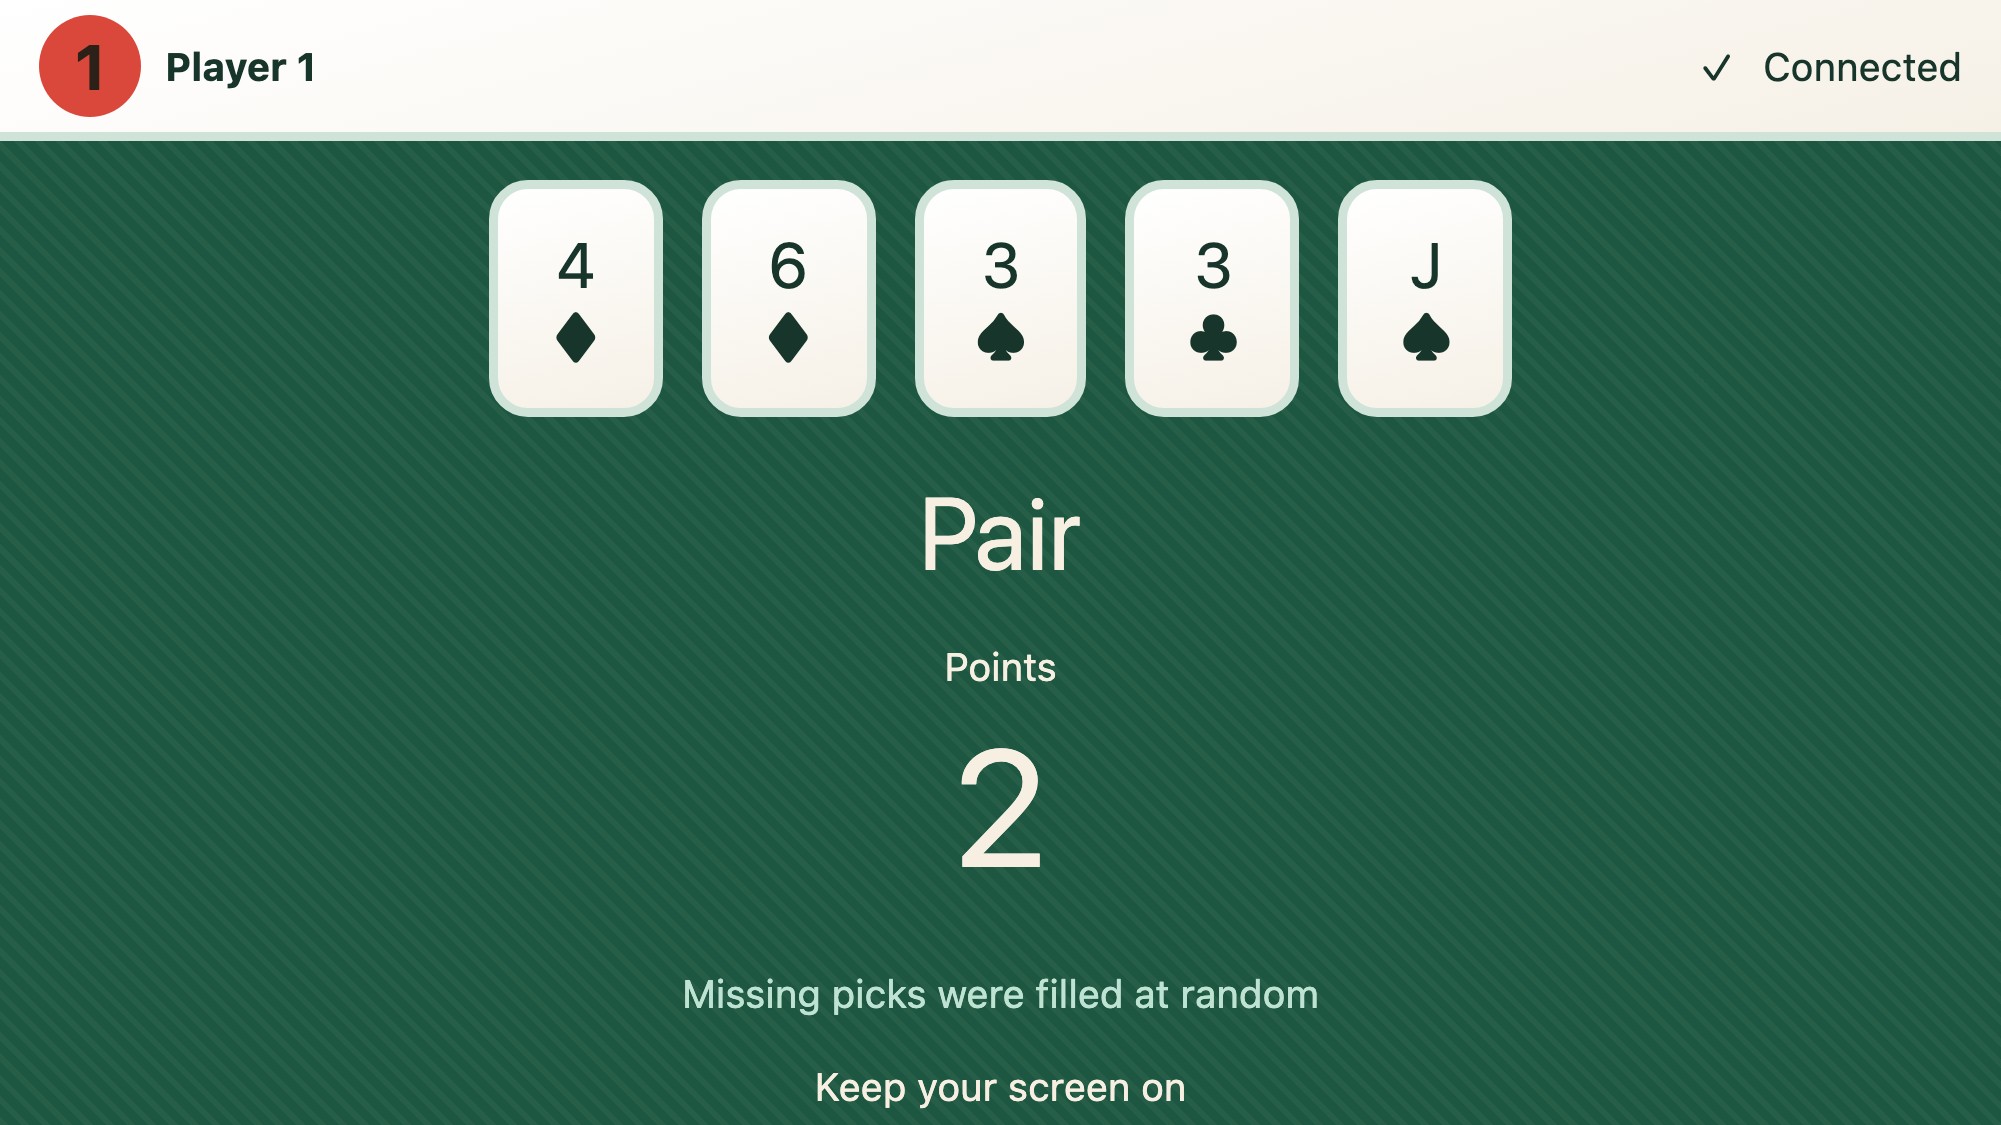 1 Player 1 ✓ Connected
4 6 3 3 J
♦ ♦ ♠ ♣ ♠
Pair
Points
2
Missing picks were filled at random
Keep your screen on